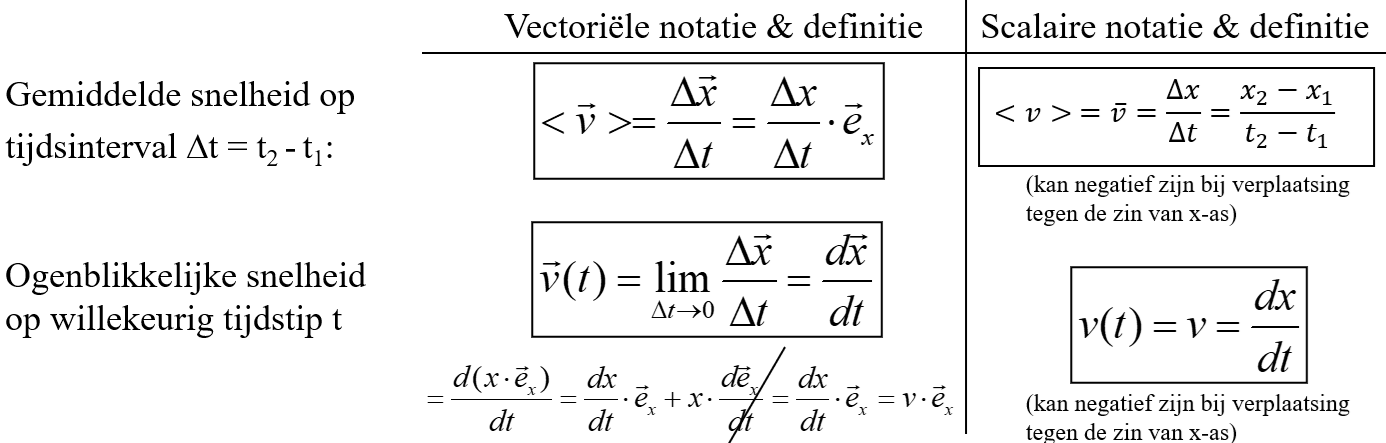 Vectoriële notatie & definitie
Scalaire notatie & definitie
Gemiddelde snelheid op
tijdsinterval Δt = t₂ - t₁:
< v⃗ >= Δx⃗/Δt = Δx/Δt · e⃗ₓ
< v > = v̄ = Δx/Δt = (x₂ − x₁)/(t₂ − t₁)
(kan negatief zijn bij verplaatsing
tegen de zin van x-as)
Ogenblikkelijke snelheid
op willekeurig tijdstip t
v⃗(t) = lim Δt→0 Δx⃗/Δt = dx⃗/dt
= d(x · e⃗ₓ)/dt = dx/dt · e⃗ₓ + x · de⃗ₓ/dt = dx/dt · e⃗ₓ = v · e⃗ₓ
v(t) = v = dx/dt
(kan negatief zijn bij verplaatsing
tegen de zin van x-as)